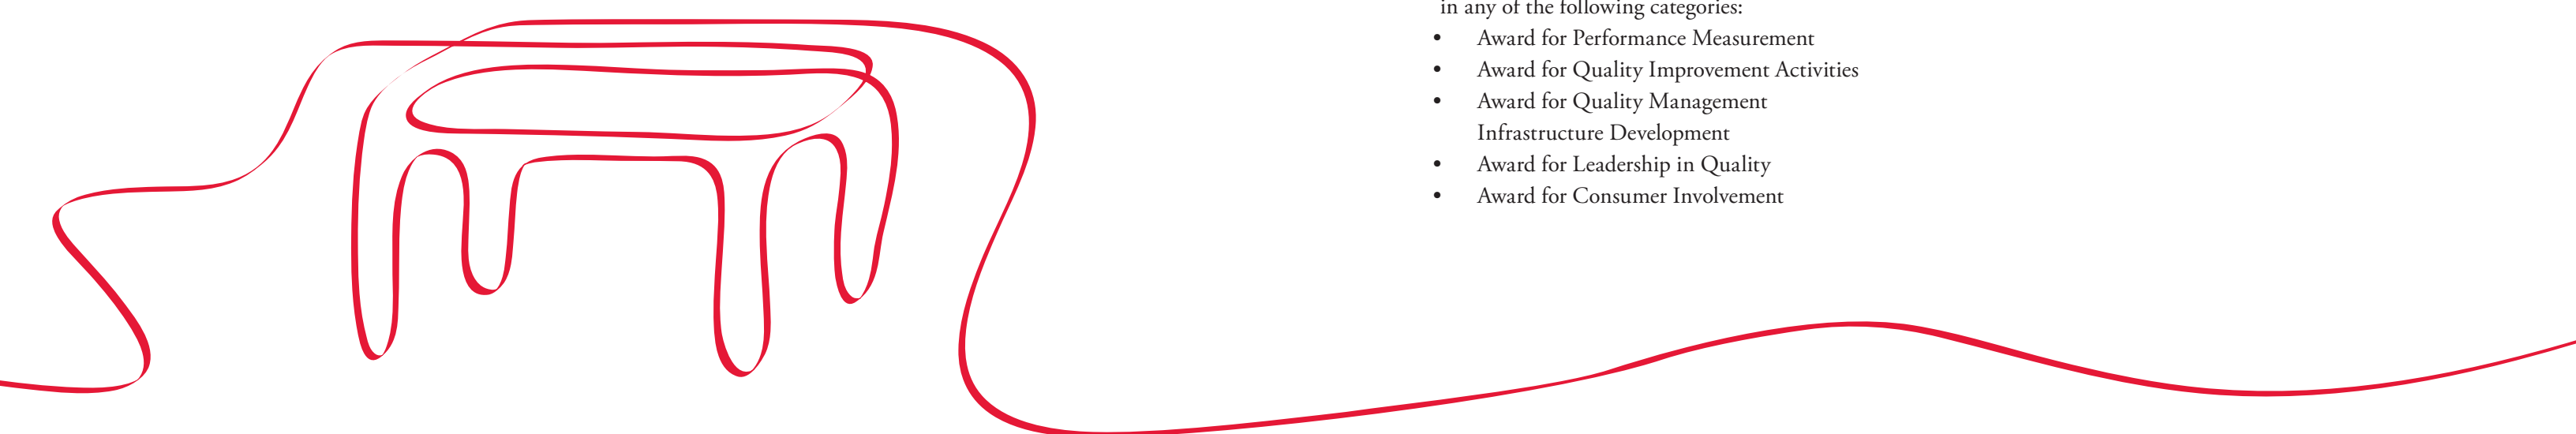 in any of the following categories:
• Award for Performance Measurement
• Award for Quality Improvement Activities
• Award for Quality Management
Infrastructure Development
• Award for Leadership in Quality
• Award for Consumer Involvement